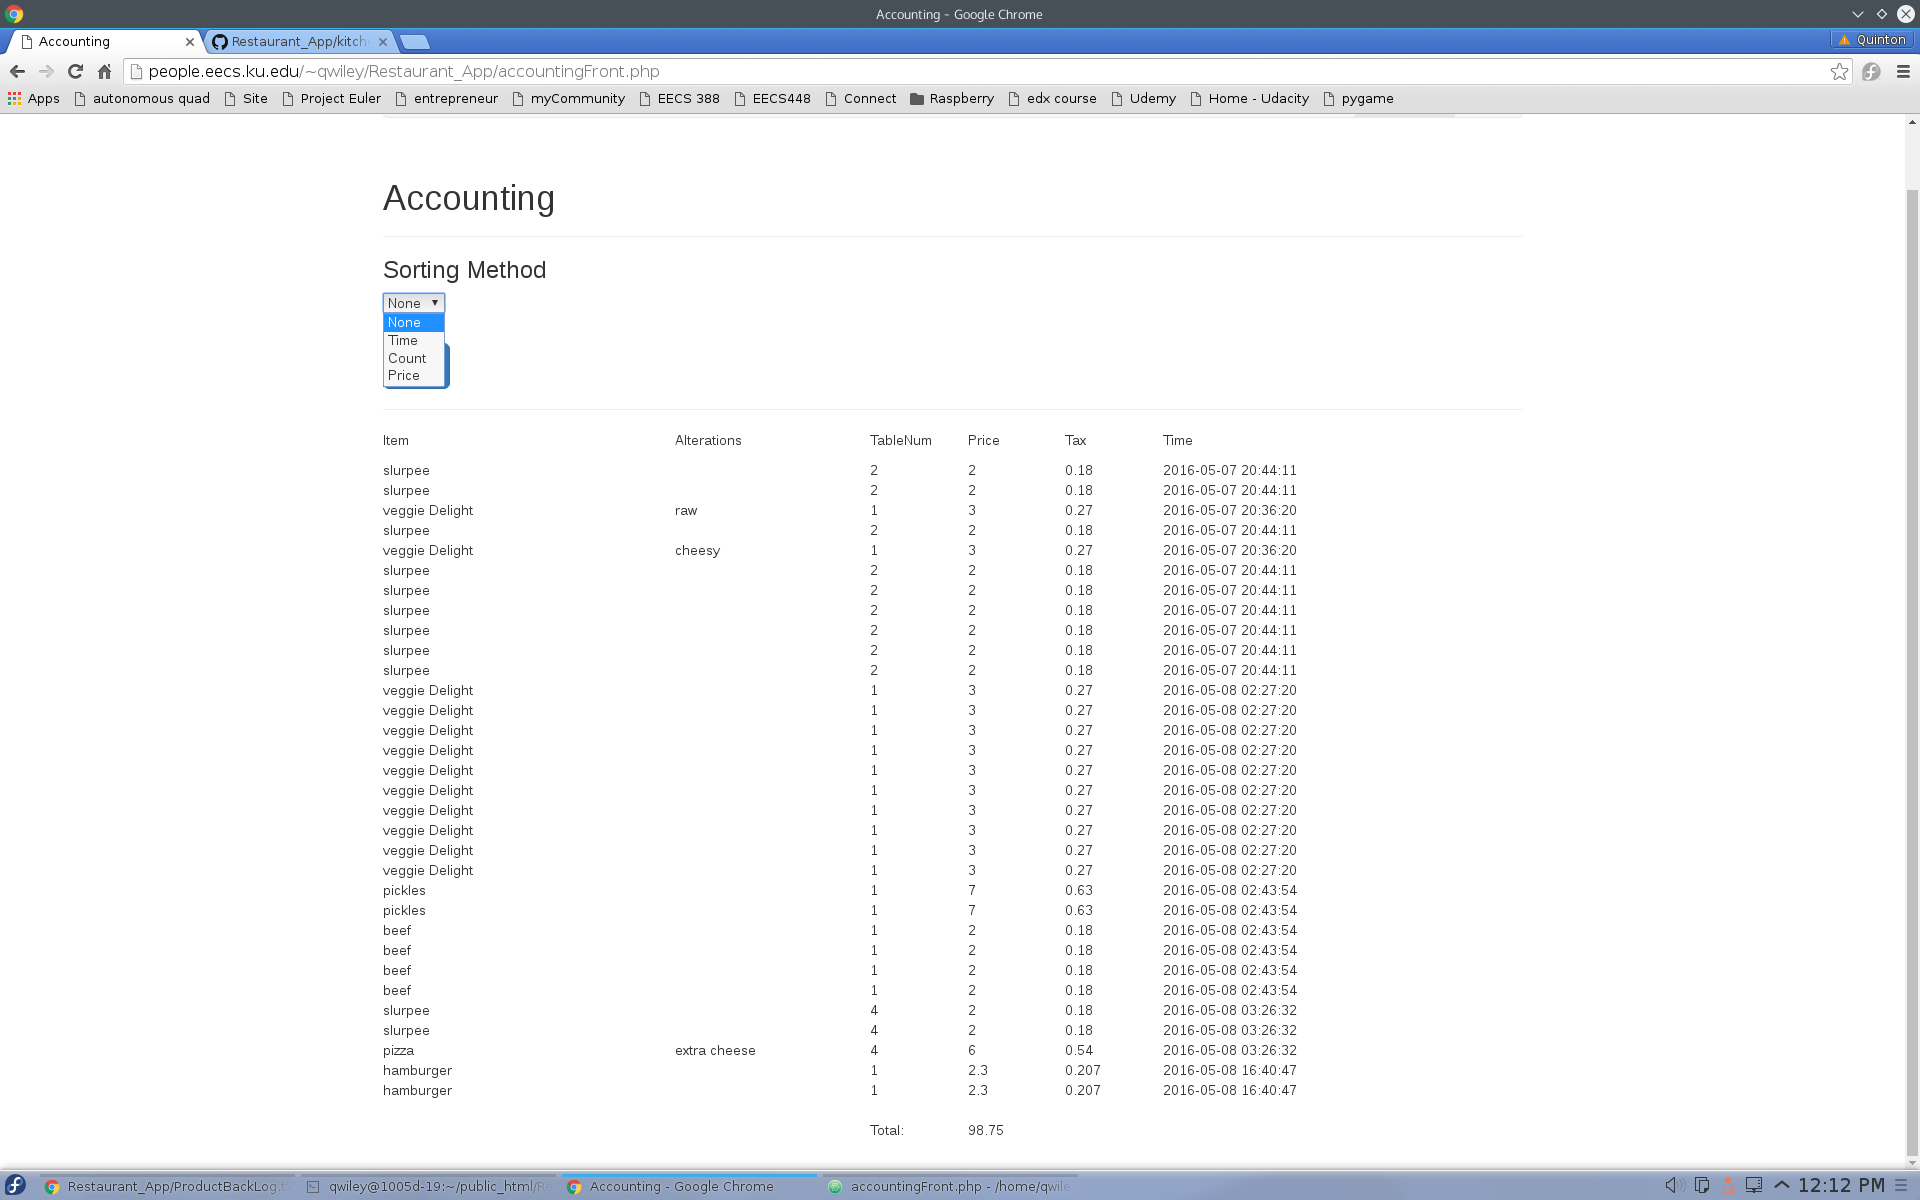 Accounting - Google Chrome
Accounting Restaurant_App/kitch Quinton
people.eecs.ku.edu/~qwiley/Restaurant_App/accountingFront.php
Apps autonomous quad Site Project Euler entrepreneur myCommunity EECS 388 EECS448 Connect Raspberry edx course Udemy Home - Udacity pygame
Accounting
Sorting Method
None
None
Time
Count
Price
Item Alterations TableNum Price Tax Time
slurpee 2 2 0.18 2016-05-07 20:44:11
slurpee 2 2 0.18 2016-05-07 20:44:11
veggie Delight raw 1 3 0.27 2016-05-07 20:36:20
slurpee 2 2 0.18 2016-05-07 20:44:11
veggie Delight cheesy 1 3 0.27 2016-05-07 20:36:20
slurpee 2 2 0.18 2016-05-07 20:44:11
slurpee 2 2 0.18 2016-05-07 20:44:11
slurpee 2 2 0.18 2016-05-07 20:44:11
slurpee 2 2 0.18 2016-05-07 20:44:11
slurpee 2 2 0.18 2016-05-07 20:44:11
slurpee 2 2 0.18 2016-05-07 20:44:11
veggie Delight 1 3 0.27 2016-05-08 02:27:20
veggie Delight 1 3 0.27 2016-05-08 02:27:20
veggie Delight 1 3 0.27 2016-05-08 02:27:20
veggie Delight 1 3 0.27 2016-05-08 02:27:20
veggie Delight 1 3 0.27 2016-05-08 02:27:20
veggie Delight 1 3 0.27 2016-05-08 02:27:20
veggie Delight 1 3 0.27 2016-05-08 02:27:20
veggie Delight 1 3 0.27 2016-05-08 02:27:20
veggie Delight 1 3 0.27 2016-05-08 02:27:20
veggie Delight 1 3 0.27 2016-05-08 02:27:20
pickles 1 7 0.63 2016-05-08 02:43:54
pickles 1 7 0.63 2016-05-08 02:43:54
beef 1 2 0.18 2016-05-08 02:43:54
beef 1 2 0.18 2016-05-08 02:43:54
beef 1 2 0.18 2016-05-08 02:43:54
beef 1 2 0.18 2016-05-08 02:43:54
slurpee 4 2 0.18 2016-05-08 03:26:32
slurpee 4 2 0.18 2016-05-08 03:26:32
pizza extra cheese 4 6 0.54 2016-05-08 03:26:32
hamburger 1 2.3 0.207 2016-05-08 16:40:47
hamburger 1 2.3 0.207 2016-05-08 16:40:47
Total: 98.75
Restaurant_App/ProductBackLog.t qwiley@1005d-19:~/public_html/R Accounting - Google Chrome accountingFront.php - /home/qwile 12:12 PM